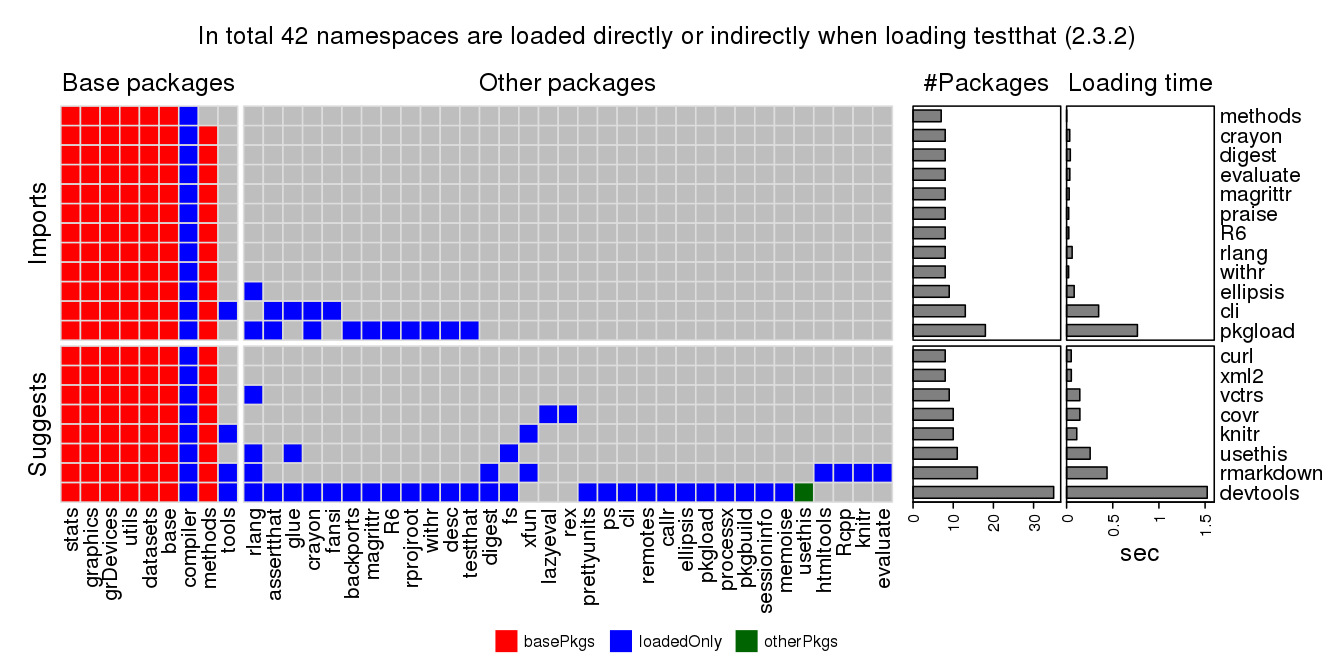 In total 42 namespaces are loaded directly or indirectly when loading testthat (2.3.2)
Base packages
Other packages
#Packages
Loading time
Imports
methods
crayon
digest
evaluate
magrittr
praise
R6
rlang
withr
ellipsis
cli
pkgload
Suggests
curl
xml2
vctrs
covr
knitr
usethis
rmarkdown
devtools
stats
graphics
grDevices
utils
datasets
base
compiler
methods
tools
rlang
assertthat
glue
crayon
fansi
backports
magrittr
R6
rprojroot
withr
desc
testthat
digest
fs
xfun
lazyeval
rex
prettyunits
ps
cli
remotes
callr
ellipsis
pkgload
processx
pkgbuild
sessioninfo
memoise
usethis
htmltools
Rcpp
knitr
evaluate
0
10
20
30
0
0.5
1
1.5
sec
basePkgs
loadedOnly
otherPkgs